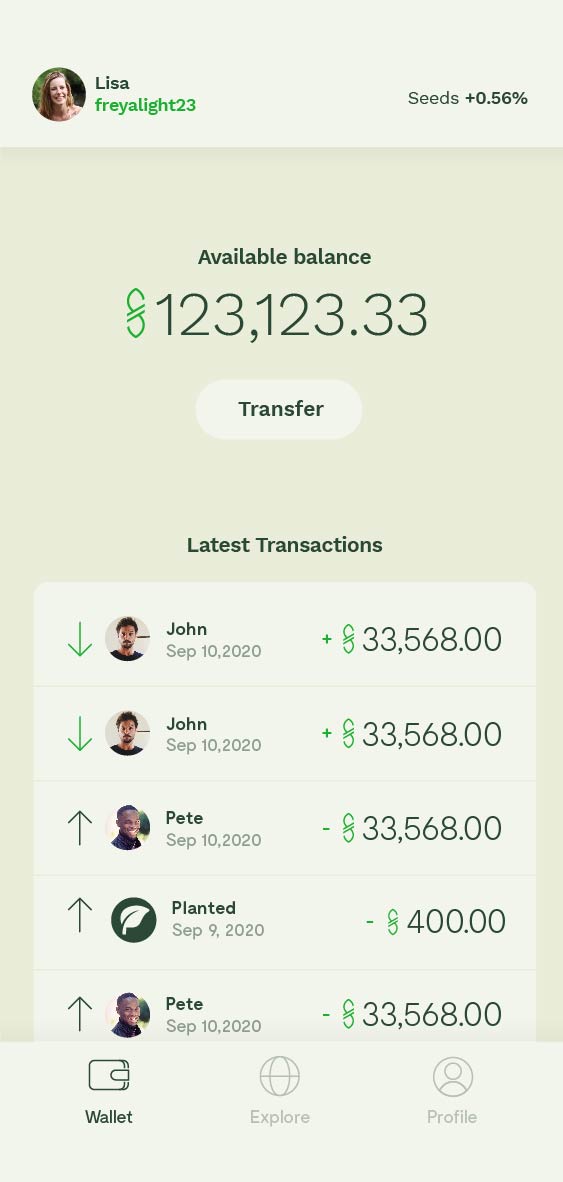 Lisa
freyalight23
Seeds +0.56%
Available balance
123,123.33
Transfer
Latest Transactions
John
Sep 10,2020
+ 33,568.00
John
Sep 10,2020
+ 33,568.00
Pete
Sep 10,2020
- 33,568.00
Planted
Sep 9, 2020
- 400.00
Pete
Sep 10,2020
- 33,568.00
Wallet
Explore
Profile